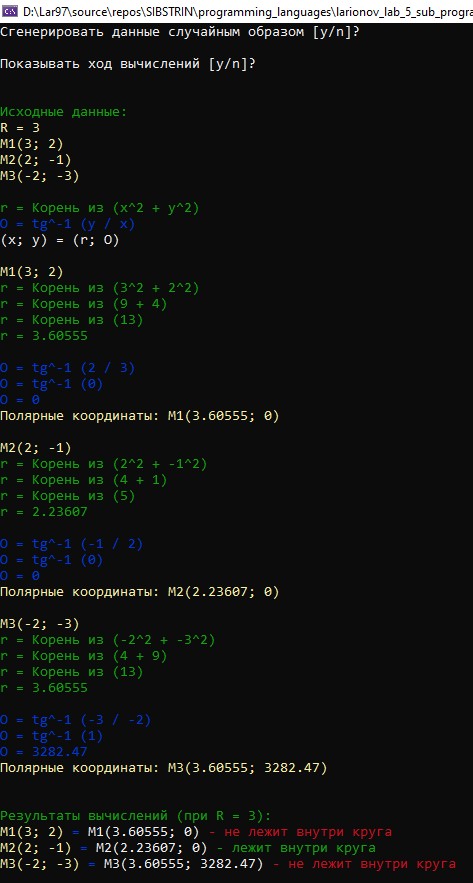 D:\Lar97\source\repos\SIBSTRIN\programming_languages\larionov_lab_5_sub_progra
Сгенерировать данные случайным образом [y/n]?
Показывать ход вычислений [y/n]?
Исходные данные:
R = 3
M1(3; 2)
M2(2; -1)
M3(-2; -3)
r = Корень из (x^2 + y^2)
O = tg^-1 (y / x)
(x; y) = (r; O)
M1(3; 2)
r = Корень из (3^2 + 2^2)
r = Корень из (9 + 4)
r = Корень из (13)
r = 3.60555
O = tg^-1 (2 / 3)
O = tg^-1 (0)
O = 0
Полярные координаты: M1(3.60555; 0)
M2(2; -1)
r = Корень из (2^2 + -1^2)
r = Корень из (4 + 1)
r = Корень из (5)
r = 2.23607
O = tg^-1 (-1 / 2)
O = tg^-1 (0)
O = 0
Полярные координаты: M2(2.23607; 0)
M3(-2; -3)
r = Корень из (-2^2 + -3^2)
r = Корень из (4 + 9)
r = Корень из (13)
r = 3.60555
O = tg^-1 (-3 / -2)
O = tg^-1 (1)
O = 3282.47
Полярные координаты: M3(3.60555; 3282.47)
Результаты вычислений (при R = 3):
M1(3; 2) = M1(3.60555; 0) - не лежит внутри круга
M2(2; -1) = M2(2.23607; 0) - лежит внутри круга
M3(-2; -3) = M3(3.60555; 3282.47) - не лежит внутри круга